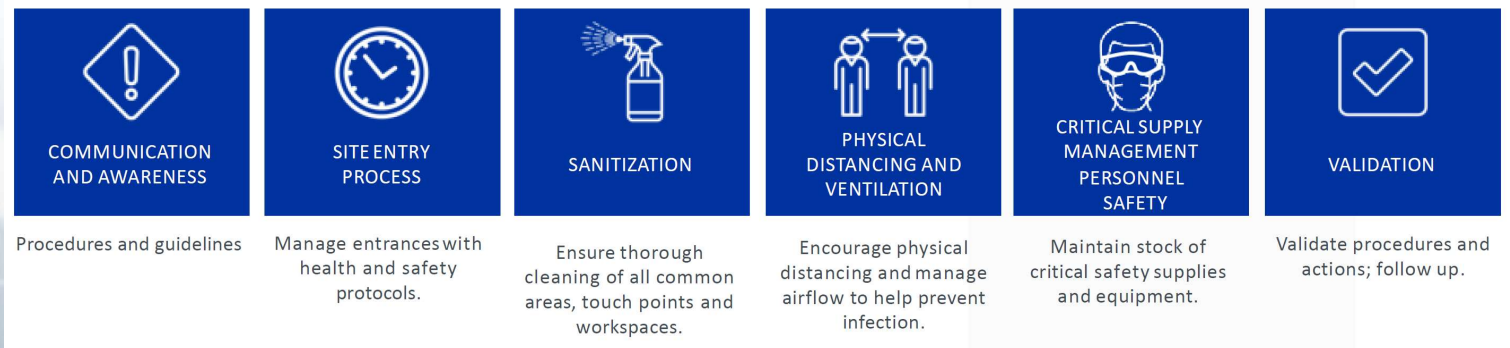 COMMUNICATION
AND AWARENESS
Procedures and guidelines
SITE ENTRY
PROCESS
Manage entrances with
health and safety
protocols.
SANITIZATION
Ensure thorough
cleaning of all common
areas, touch points and
workspaces.
PHYSICAL
DISTANCING AND
VENTILATION
Encourage physical
distancing and manage
airflow to help prevent
infection.
CRITICAL SUPPLY
MANAGEMENT
PERSONNEL
SAFETY
Maintain stock of
critical safety supplies
and equipment.
VALIDATION
Validate procedures and
actions; follow up.